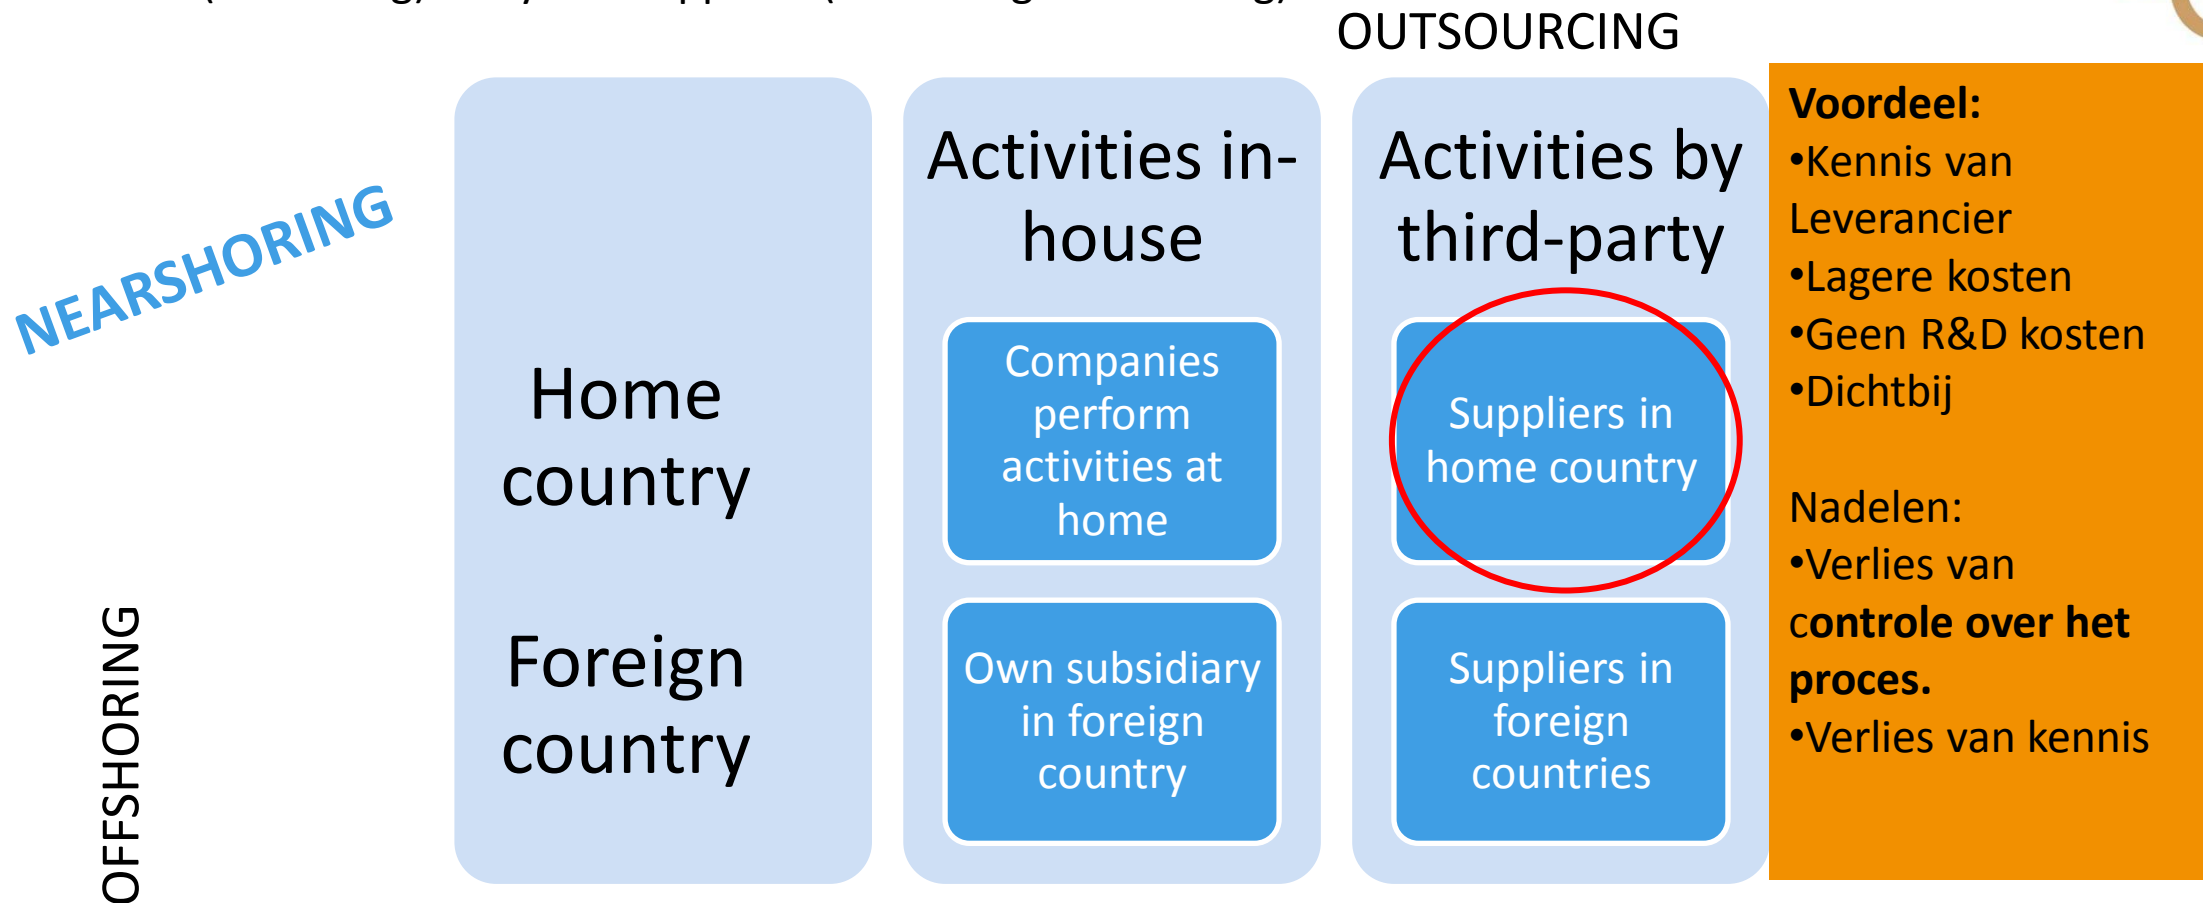 OUTSOURCING
NEARSHORING
OFFSHORING
Home
country
Foreign
country
Activities in-
house
Companies
perform
activities at
home
Own subsidiary
in foreign
country
Activities by
third-party
Suppliers in
home country
Suppliers in
foreign
countries
Voordeel:
•Kennis van
Leverancier
•Lagere kosten
•Geen R&D kosten
•Dichtbij
Nadelen:
•Verlies van
controle over het
proces.
•Verlies van kennis